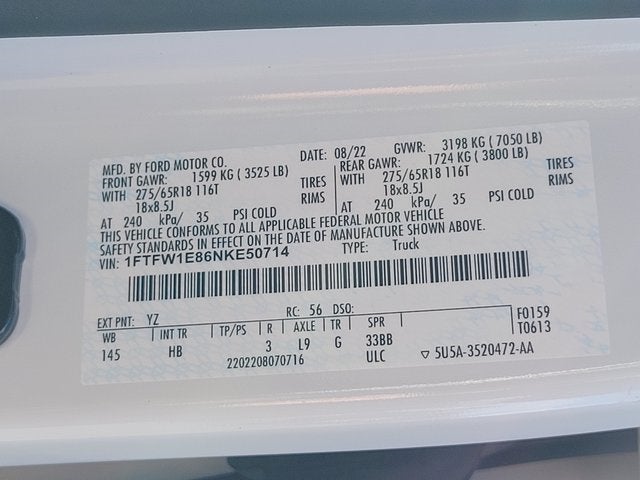 MFD. BY FORD MOTOR CO. DATE: 08/22 GVWR: 3198 KG ( 7050 LB)
FRONT GAWR: 1599 KG ( 3525 LB) REAR GAWR: 1724 KG ( 3800 LB)
WITH 275/65R18 116T TIRES WITH 275/65R18 116T TIRES
18x8.5J RIMS 18x8.5J RIMS
AT 240 kPa/ 35 PSI COLD AT 240 kPa/ 35 PSI COLD
THIS VEHICLE CONFORMS TO ALL APPLICABLE FEDERAL MOTOR VEHICLE
SAFETY STANDARDS IN EFFECT ON THE DATE OF MANUFACTURE SHOWN ABOVE.
VIN: 1FTFW1E86NKE50714 TYPE: Truck
EXT PNT: YZ RC: 56 DSO: F0159
WB INT TR TP/PS R AXLE TR SPR T0613
145 HB 3 L9 G 33BB
2202208070716 ULC ▽ 5U5A-3520472-AA